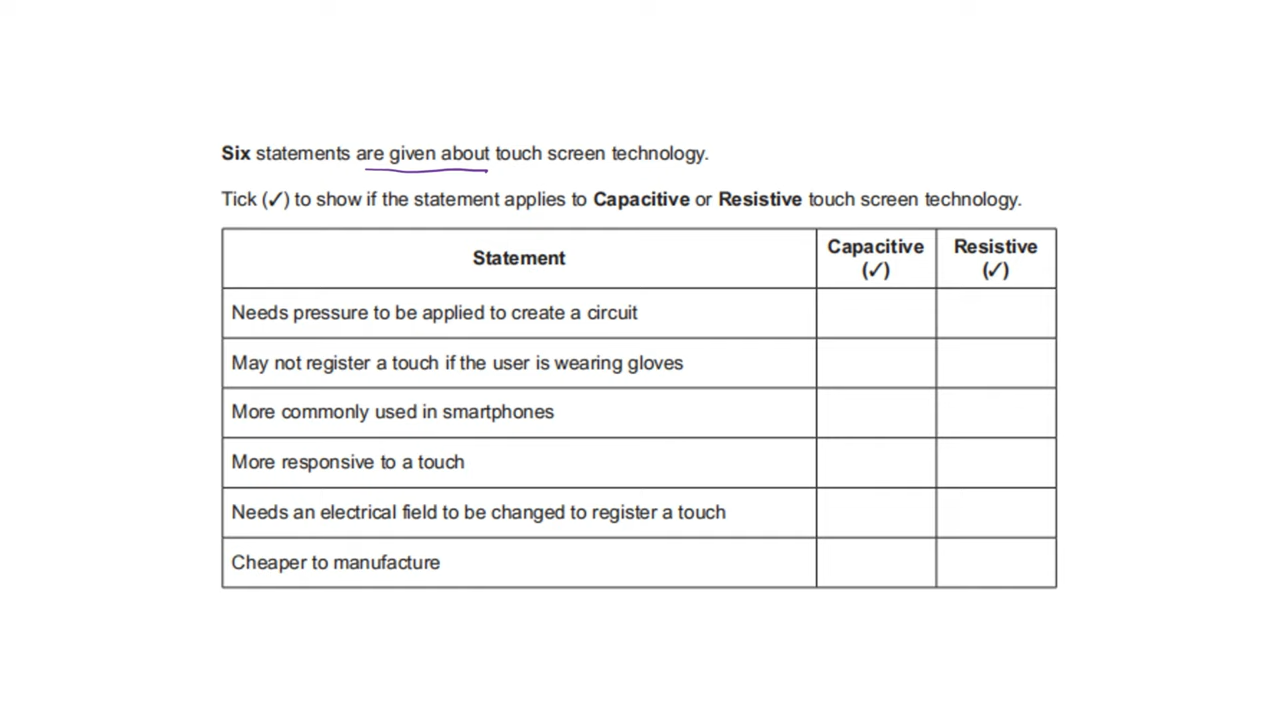 Six statements are given about touch screen technology.
Tick (✓) to show if the statement applies to Capacitive or Resistive touch screen technology.
Statement
Capacitive
(✓)
Resistive
(✓)
Needs pressure to be applied to create a circuit
May not register a touch if the user is wearing gloves
More commonly used in smartphones
More responsive to a touch
Needs an electrical field to be changed to register a touch
Cheaper to manufacture